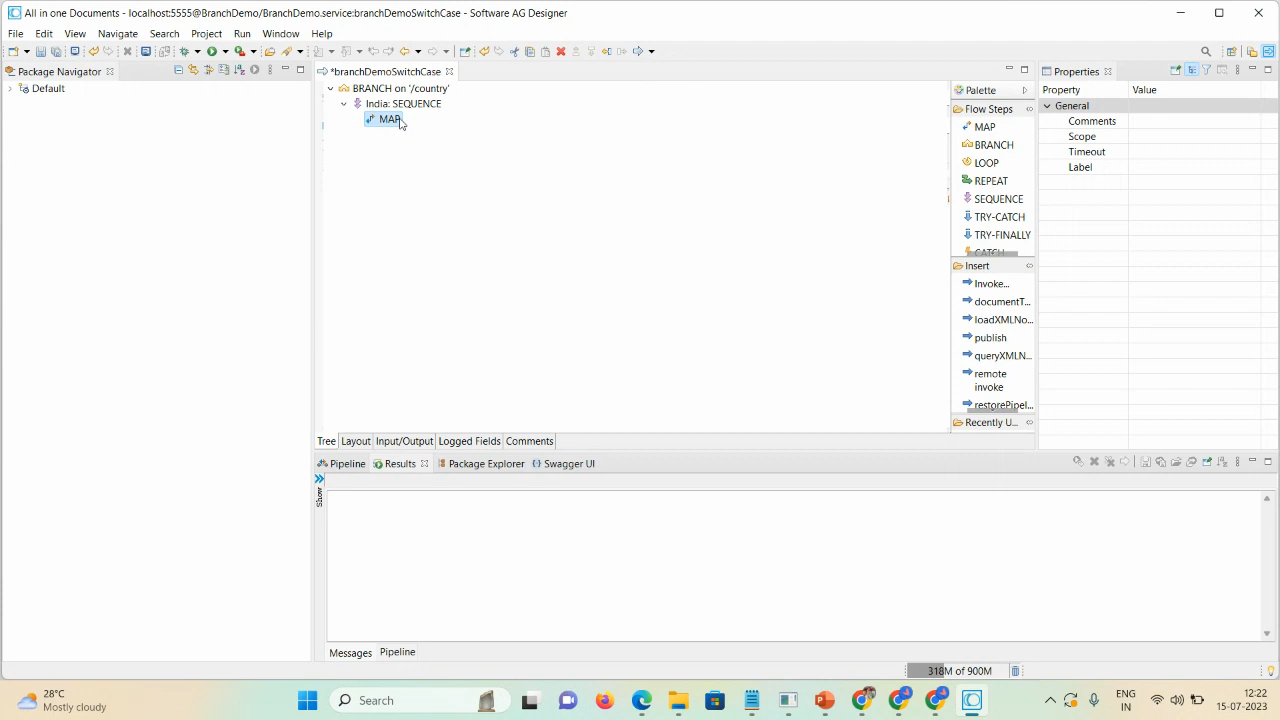 All in one Documents - localhost:5555@BranchDemo/BranchDemo.service:branchDemoSwitchCase - Software AG Designer
File Edit View Navigate Search Project Run Window Help
Package Navigator
Default
*branchDemoSwitchCase
BRANCH on '/country'
India: SEQUENCE
MAP
Palette
Flow Steps
MAP
BRANCH
LOOP
REPEAT
SEQUENCE
TRY-CATCH
TRY-FINALLY
CATCH
Insert
Invoke...
documentT...
loadXMLNo...
publish
queryXMLN...
remote
invoke
restorePipel...
Recently U...
Properties
Property Value
General
Comments
Scope
Timeout
Label
Tree Layout Input/Output Logged Fields Comments
Pipeline Results Package Explorer Swagger UI
Show
Messages Pipeline
318M of 900M
28°C
Mostly cloudy
Search
ENG
IN
12:22
15-07-2023